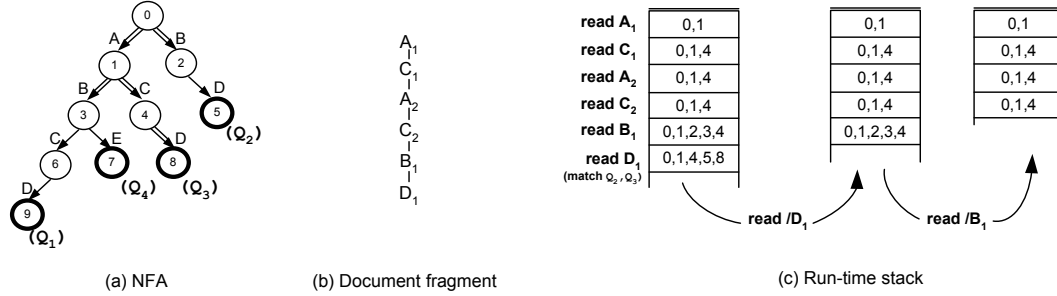 0
A
B
1
2
B
C
D
3
4
5
(Q2)
C
E
D
6
7
8
(Q4)
(Q3)
D
9
(Q1)
(a) NFA
A1
C1
A2
C2
B1
D1
(b) Document fragment
read A1
0,1
0,1
0,1
read C1
0,1,4
0,1,4
0,1,4
read A2
0,1,4
0,1,4
0,1,4
read C2
0,1,4
0,1,4
0,1,4
read B1
0,1,2,3,4
0,1,2,3,4
read D1
0,1,4,5,8
(match Q2,Q3)
read /D1
read /B1
(c) Run-time stack